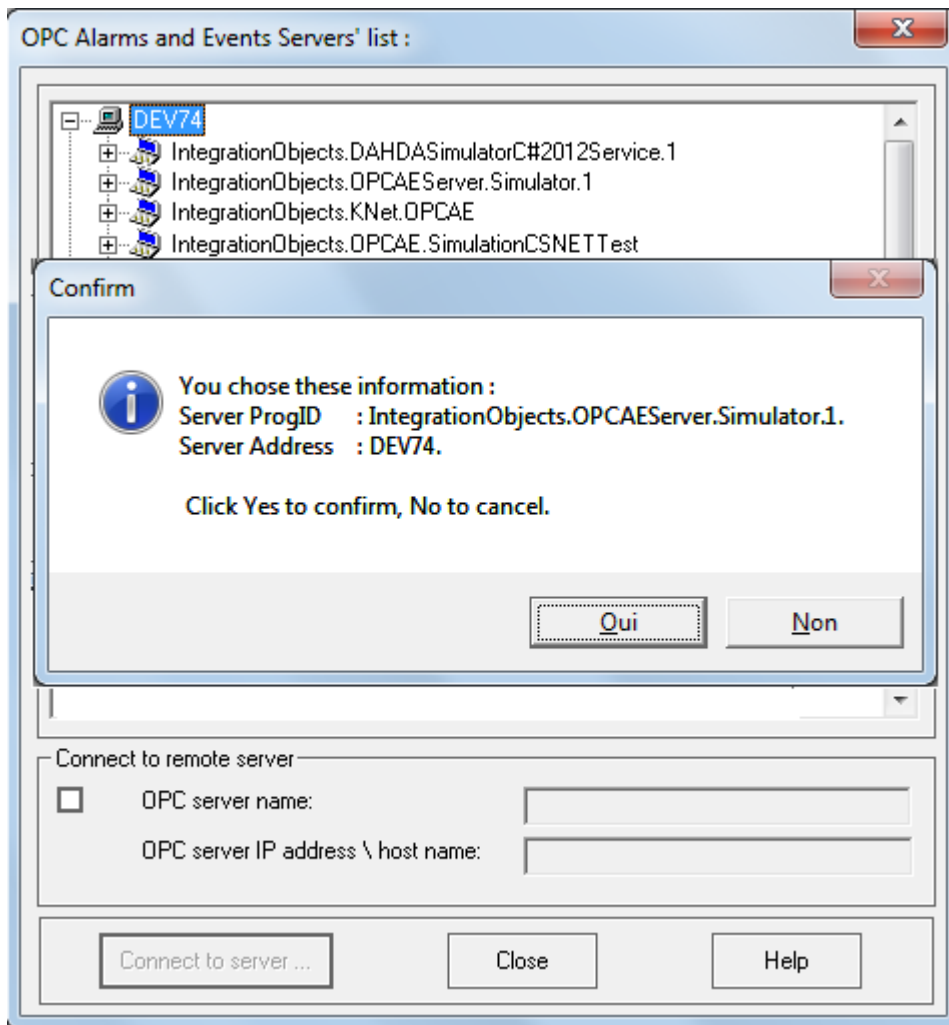 OPC Alarms and Events Servers' list :
DEV74
IntegrationObjects.DAHDASimulatorC#2012Service.1
IntegrationObjects.OPCAEServer.Simulator.1
IntegrationObjects.KNet.OPCAE
IntegrationObjects.OPCAE.SimulationCSNETTest
Confirm
You chose these information :
Server ProgID : IntegrationObjects.OPCAEServer.Simulator.1.
Server Address : DEV74.
Click Yes to confirm, No to cancel.
Oui Non
Connect to remote server
OPC server name:
OPC server IP address \ host name:
Connect to server ... Close Help